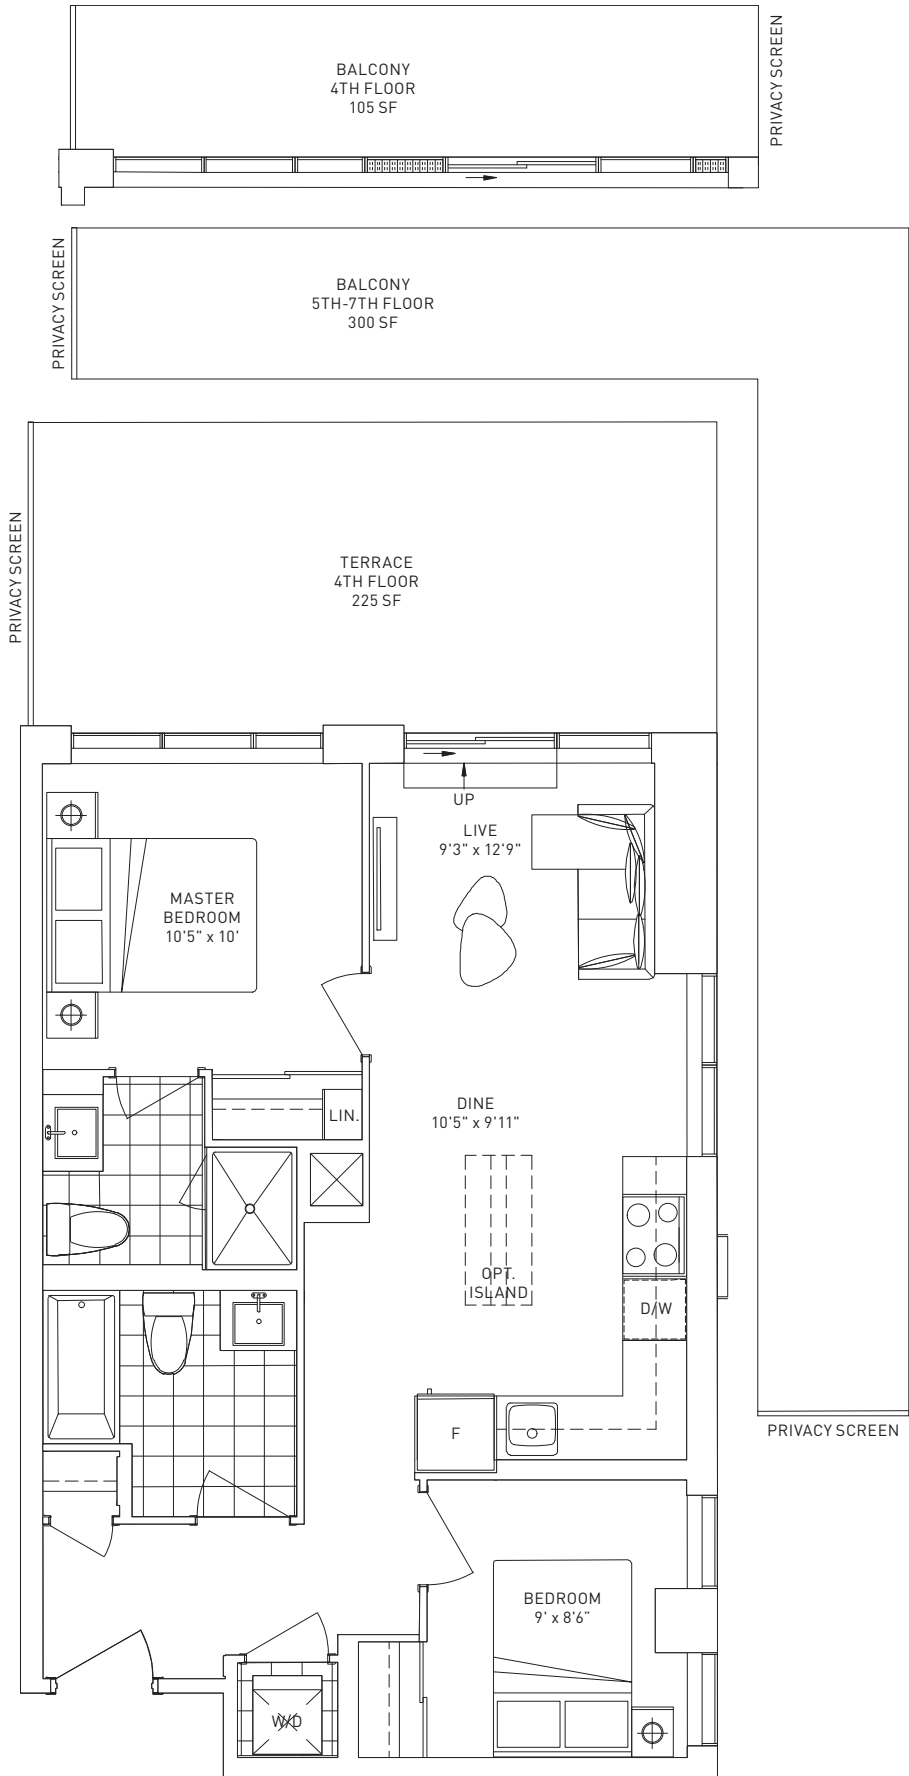 BALCONY
4TH FLOOR
105 SF
PRIVACY SCREEN
PRIVACY SCREEN
BALCONY
5TH-7TH FLOOR
300 SF
PRIVACY SCREEN
TERRACE
4TH FLOOR
225 SF
UP
LIVE
9'3" x 12'9"
MASTER
BEDROOM
10'5" x 10'
LIN.
DINE
10'5" x 9'11"
OPT.
ISLAND
D/W
F
PRIVACY SCREEN
BEDROOM
9' x 8'6"
W/D